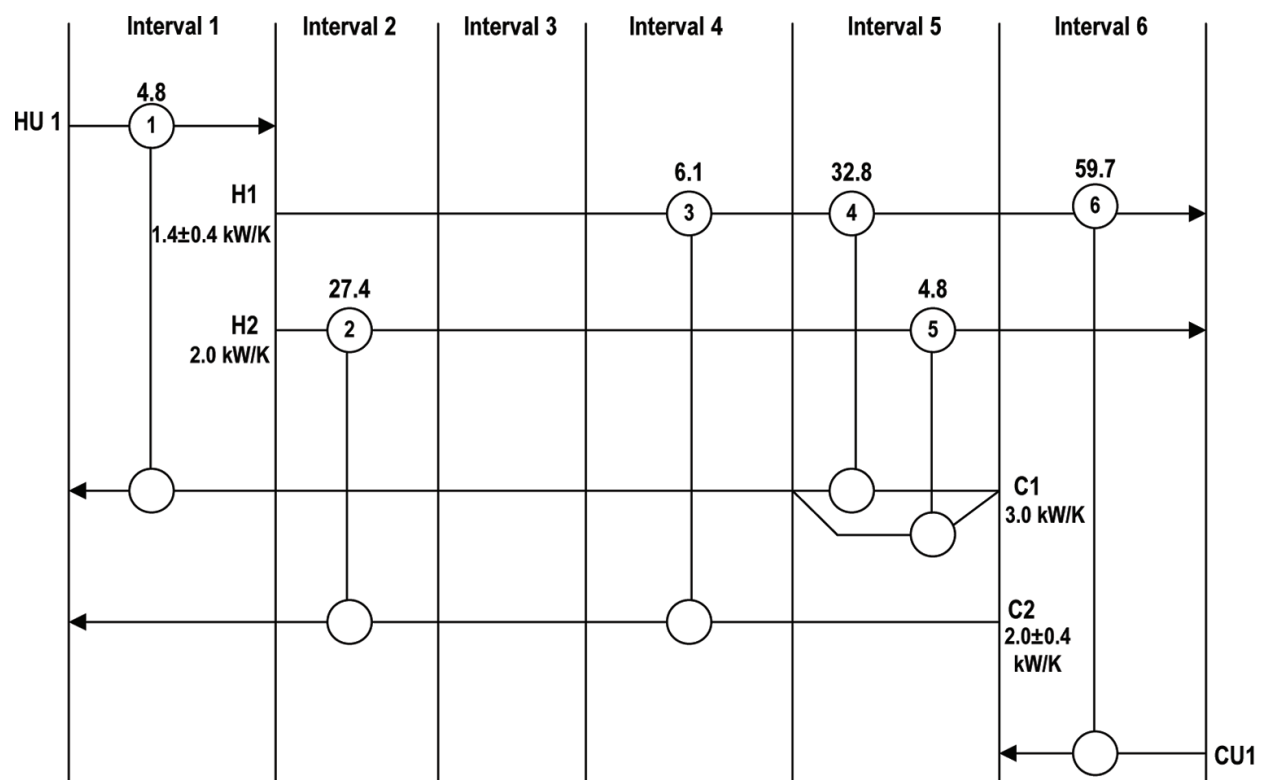 Interval 1 Interval 2 Interval 3 Interval 4 Interval 5 Interval 6
4.8
HU 1 1
6.1 32.8 59.7
H1 3 4 6
1.4±0.4 kW/K
27.4 4.8
H2 2 5
2.0 kW/K
C1
3.0 kW/K
C2
2.0±0.4
kW/K
CU1